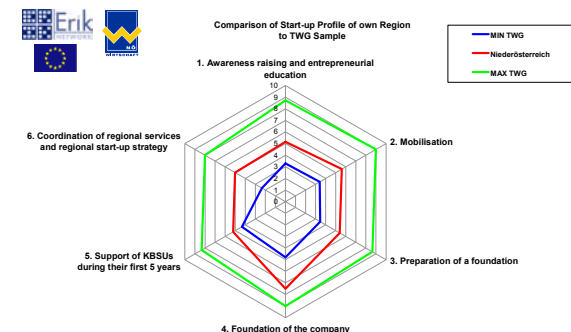 Erik
NETWORK
NÖ
WIRTSCHAFT
Comparison of Start-up Profile of own Region
to TWG Sample
MIN TWG
Niederösterreich
MAX TWG
1. Awareness raising and entrepreneurial
education
10
9
8
7
6
5
4
3
2
1
0
2. Mobilisation
3. Preparation of a foundation
4. Foundation of the company
5. Support of KBSUs
during their first 5 years
6. Coordination of regional services
and regional start-up strategy